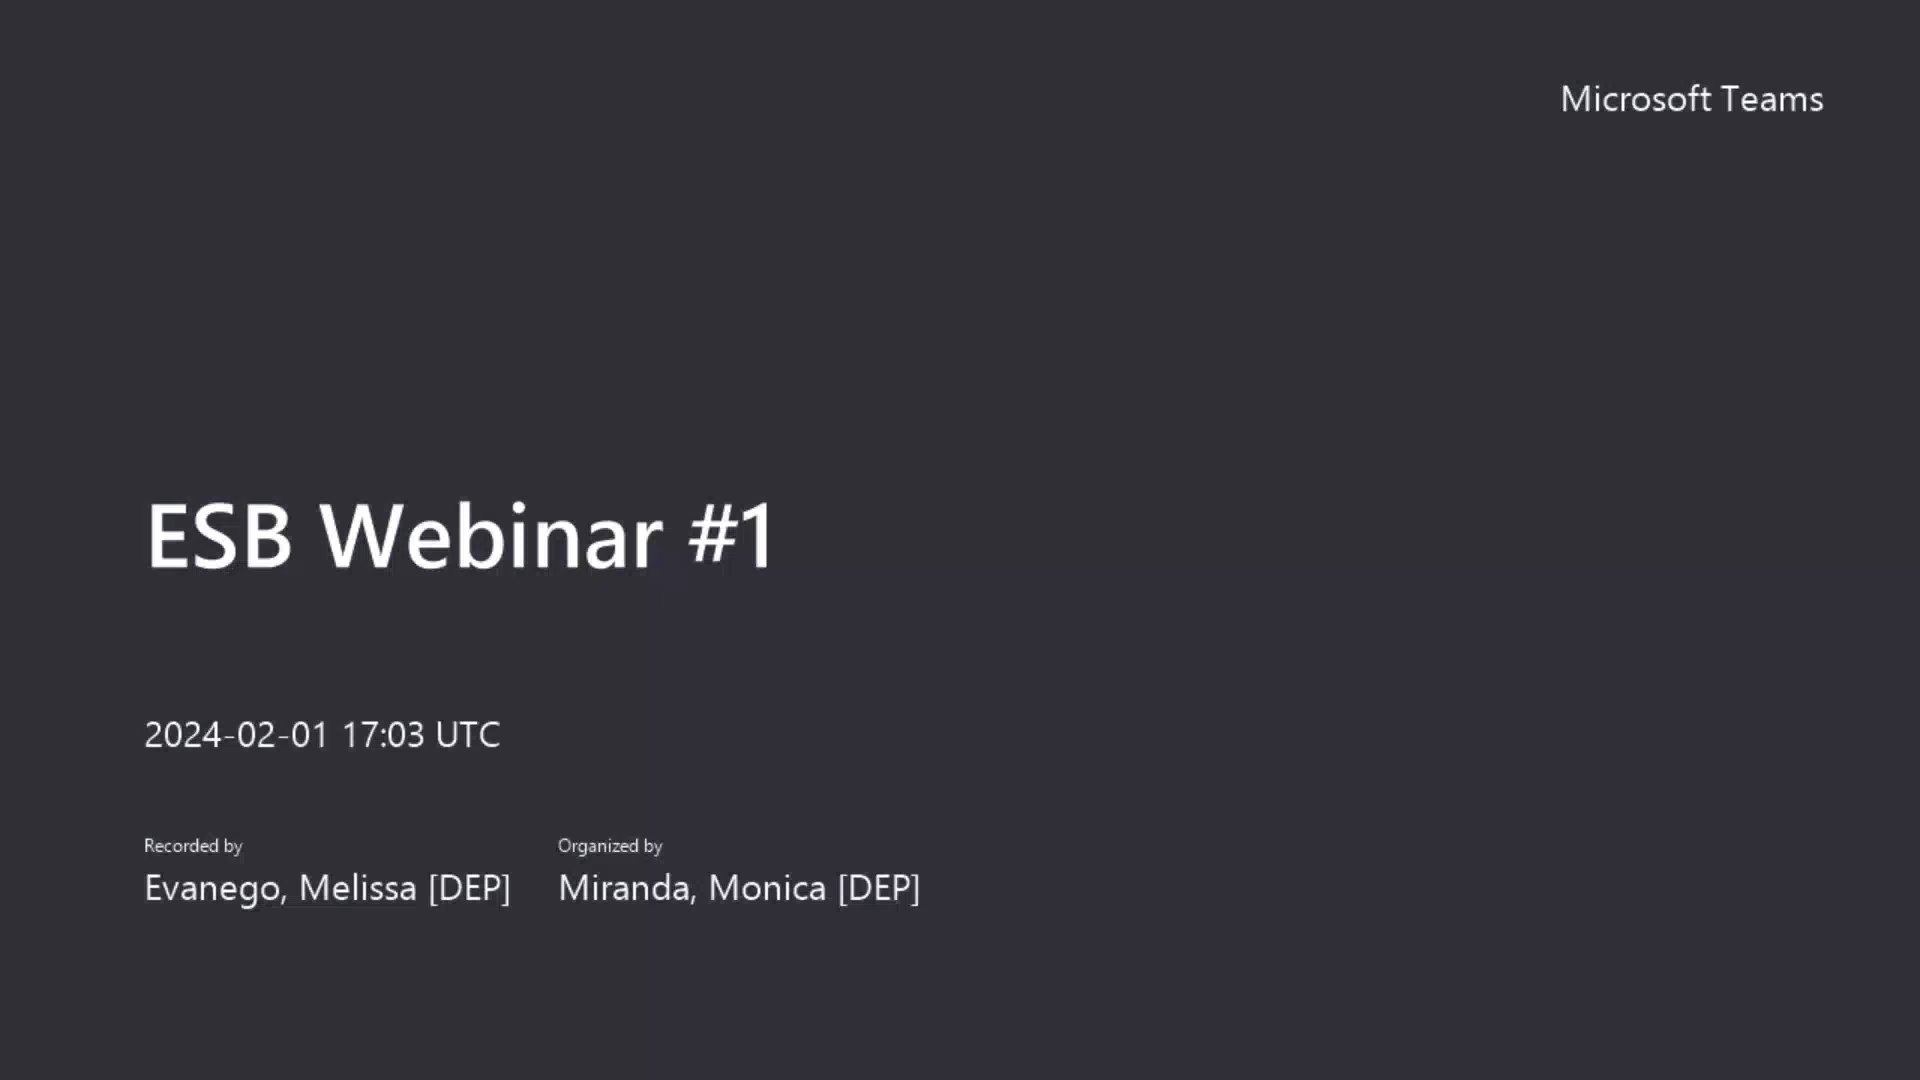 Microsoft Teams
ESB Webinar #1
2024-02-01 17:03 UTC
Recorded by
Evanego, Melissa [DEP]
Organized by
Miranda, Monica [DEP]